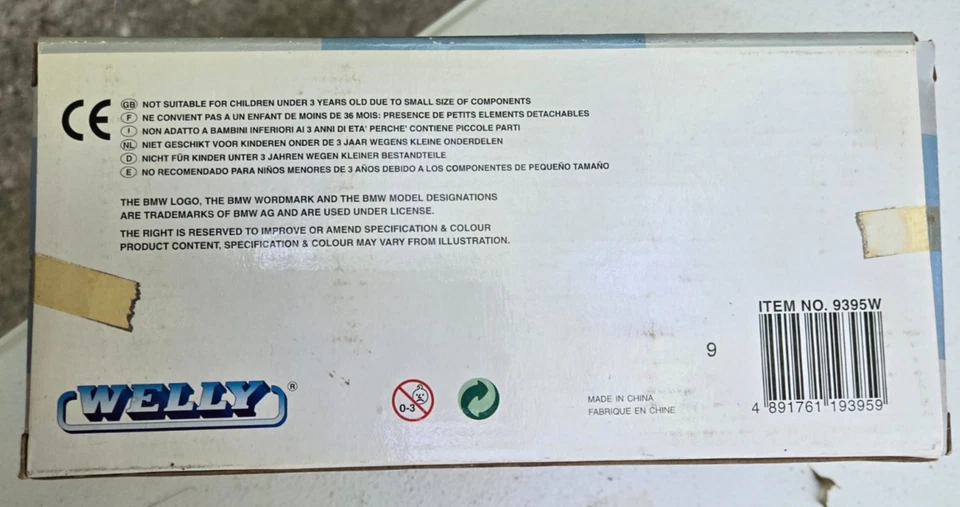 CE
GB NOT SUITABLE FOR CHILDREN UNDER 3 YEARS OLD DUE TO SMALL SIZE OF COMPONENTS
F NE CONVIENT PAS A UN ENFANT DE MOINS DE 36 MOIS: PRESENCE DE PETITS ELEMENTS DETACHABLES
I NON ADATTO A BAMBINI INFERIORI AI 3 ANNI DI ETA' PERCHE' CONTIENE PICCOLE PARTI
NL NIET GESCHIKT VOOR KINDEREN ONDER DE 3 JAAR WEGENS KLEINE ONDERDELEN
D NICHT FÜR KINDER UNTER 3 JAHREN WEGEN KLEINER BESTANDTEILE
E NO RECOMENDADO PARA NIÑOS MENORES DE 3 AÑOS DEBIDO A LOS COMPONENTES DE PEQUEÑO TAMAÑO
THE BMW LOGO, THE BMW WORDMARK AND THE BMW MODEL DESIGNATIONS
ARE TRADEMARKS OF BMW AG AND ARE USED UNDER LICENSE.
THE RIGHT IS RESERVED TO IMPROVE OR AMEND SPECIFICATION & COLOUR
PRODUCT CONTENT, SPECIFICATION & COLOUR MAY VARY FROM ILLUSTRATION.
WELLY ®
0-3
MADE IN CHINA
FABRIQUE EN CHINE
9
ITEM NO. 9395W
4 891761 193959